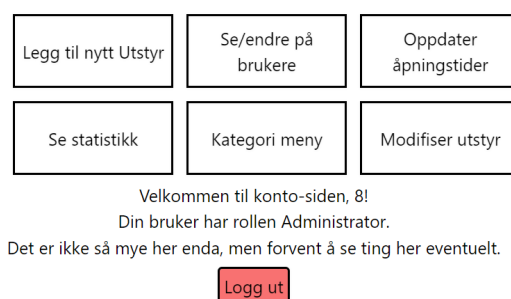 Legg til nytt Utstyr
Se/endre på
brukere
Oppdater
åpningstider
Se statistikk
Kategori meny
Modifiser utstyr
Velkommen til konto-siden, 8!
Din bruker har rollen Administrator.
Det er ikke så mye her enda, men forvent å se ting her eventuelt.
Logg ut